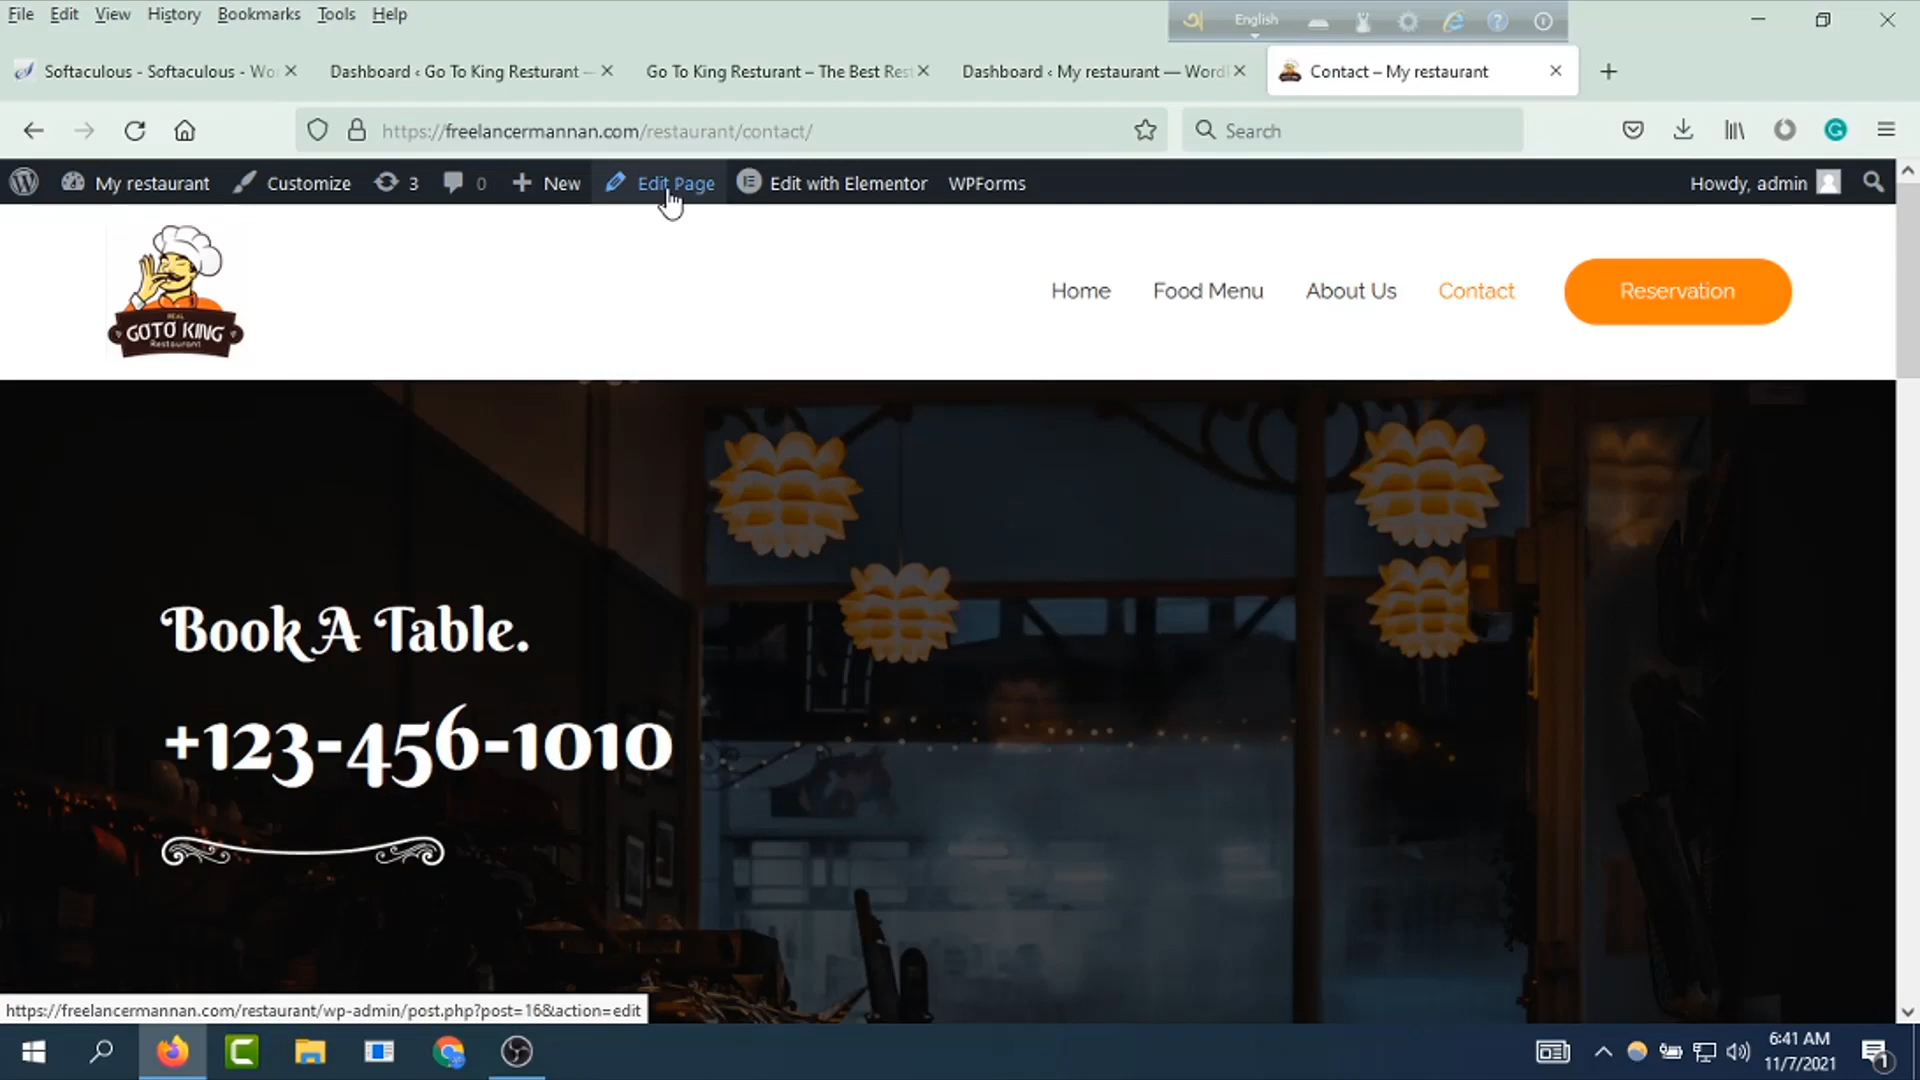 File Edit View History Bookmarks Tools Help
English
Softaculous - Softaculous - Wo
Dashboard ‹ Go To King Resturant —
Go To King Resturant – The Best Rest
Dashboard ‹ My restaurant — WordP
Contact – My restaurant
https://freelancermannan.com/restaurant/contact/
Search
My restaurant
Customize
3
0
New
Edit Page
Edit with Elementor
WPForms
Howdy, admin
REAL
GOTO KING
Restaurant
Home
Food Menu
About Us
Contact
Reservation
Book A Table.
+123-456-1010
https://freelancermannan.com/restaurant/wp-admin/post.php?post=16&action=edit
6:41 AM
11/7/2021
1